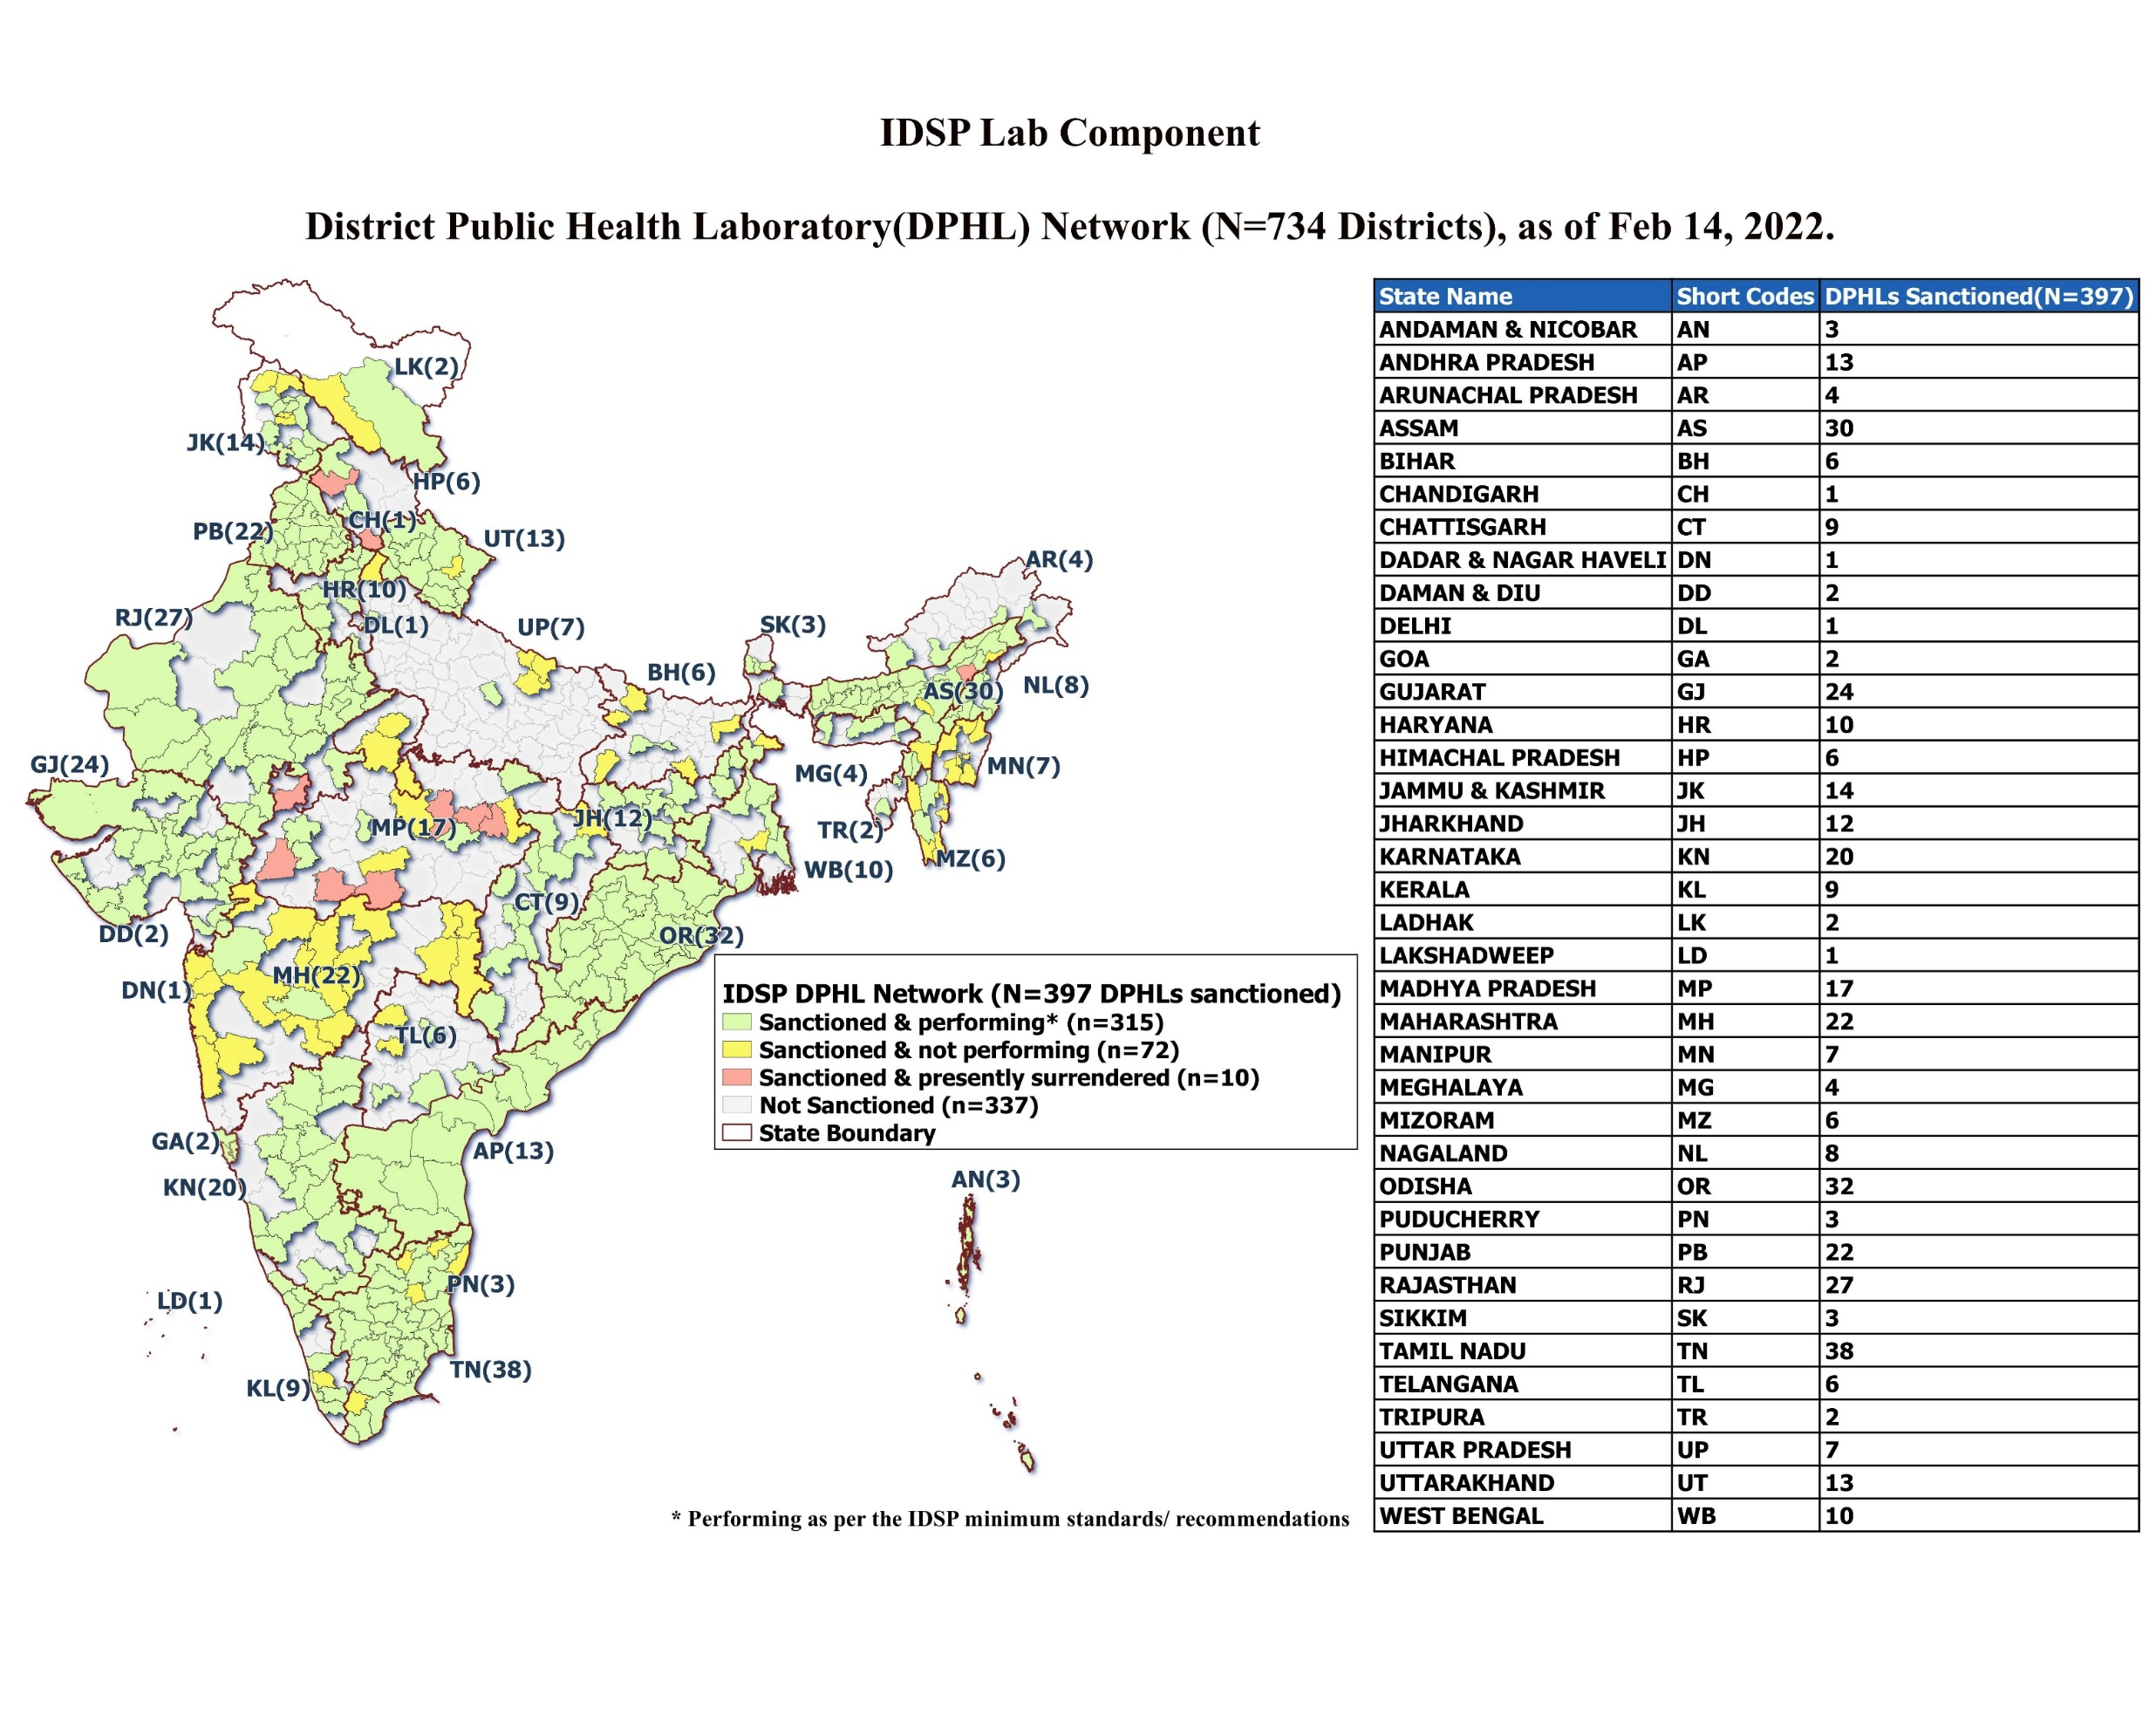 IDSP Lab Component
District Public Health Laboratory(DPHL) Network (N=734 Districts), as of Feb 14, 2022.
LK(2)
JK(14)
HP(6)
CH(1)
PB(22)
UT(13)
HR(10)
AR(4)
RJ(27)
DL(1)
UP(7)
SK(3)
BH(6)
AS(30)
NL(8)
GJ(24)
MG(4)
MN(7)
MP(17)
JH(12)
TR(2)
MZ(6)
WB(10)
CT(9)
DD(2)
OR(32)
MH(22)
DN(1)
TL(6)
GA(2)
AP(13)
KN(20)
AN(3)
PN(3)
LD(1)
TN(38)
KL(9)
IDSP DPHL Network (N=397 DPHLs sanctioned)
Sanctioned & performing* (n=315)
Sanctioned & not performing (n=72)
Sanctioned & presently surrendered (n=10)
Not Sanctioned (n=337)
State Boundary
* Performing as per the IDSP minimum standards/ recommendations
State Name Short Codes DPHLs Sanctioned(N=397)
ANDAMAN & NICOBAR AN 3
ANDHRA PRADESH AP 13
ARUNACHAL PRADESH AR 4
ASSAM AS 30
BIHAR BH 6
CHANDIGARH CH 1
CHATTISGARH CT 9
DADAR & NAGAR HAVELI DN 1
DAMAN & DIU DD 2
DELHI DL 1
GOA GA 2
GUJARAT GJ 24
HARYANA HR 10
HIMACHAL PRADESH HP 6
JAMMU & KASHMIR JK 14
JHARKHAND JH 12
KARNATAKA KN 20
KERALA KL 9
LADHAK LK 2
LAKSHADWEEP LD 1
MADHYA PRADESH MP 17
MAHARASHTRA MH 22
MANIPUR MN 7
MEGHALAYA MG 4
MIZORAM MZ 6
NAGALAND NL 8
ODISHA OR 32
PUDUCHERRY PN 3
PUNJAB PB 22
RAJASTHAN RJ 27
SIKKIM SK 3
TAMIL NADU TN 38
TELANGANA TL 6
TRIPURA TR 2
UTTAR PRADESH UP 7
UTTARAKHAND UT 13
WEST BENGAL WB 10